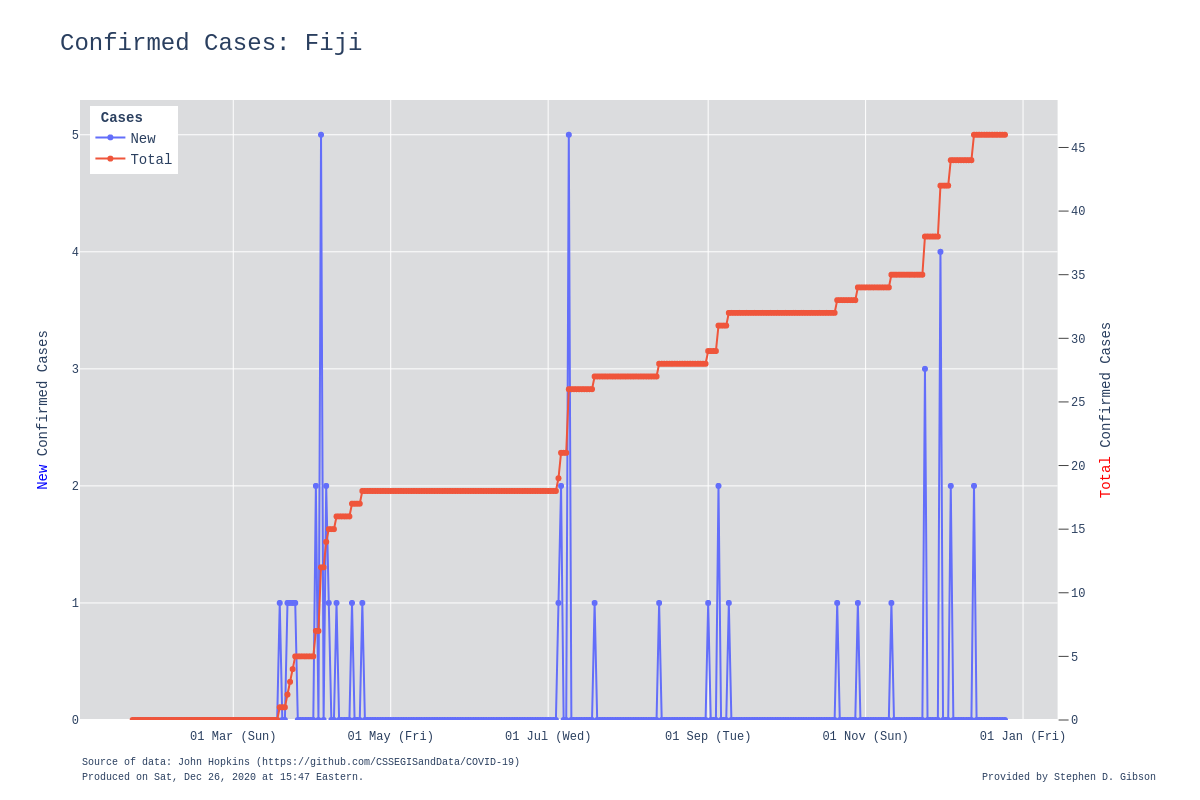 Confirmed Cases: Fiji
Cases
New
Total
5
4
3
2
1
0
New Confirmed Cases
45
40
35
30
25
20
15
10
5
0
Total Confirmed Cases
01 Mar (Sun) 01 May (Fri) 01 Jul (Wed) 01 Sep (Tue) 01 Nov (Sun) 01 Jan (Fri)
Source of data: John Hopkins (https://github.com/CSSEGISandData/COVID-19)
Produced on Sat, Dec 26, 2020 at 15:47 Eastern.
Provided by Stephen D. Gibson